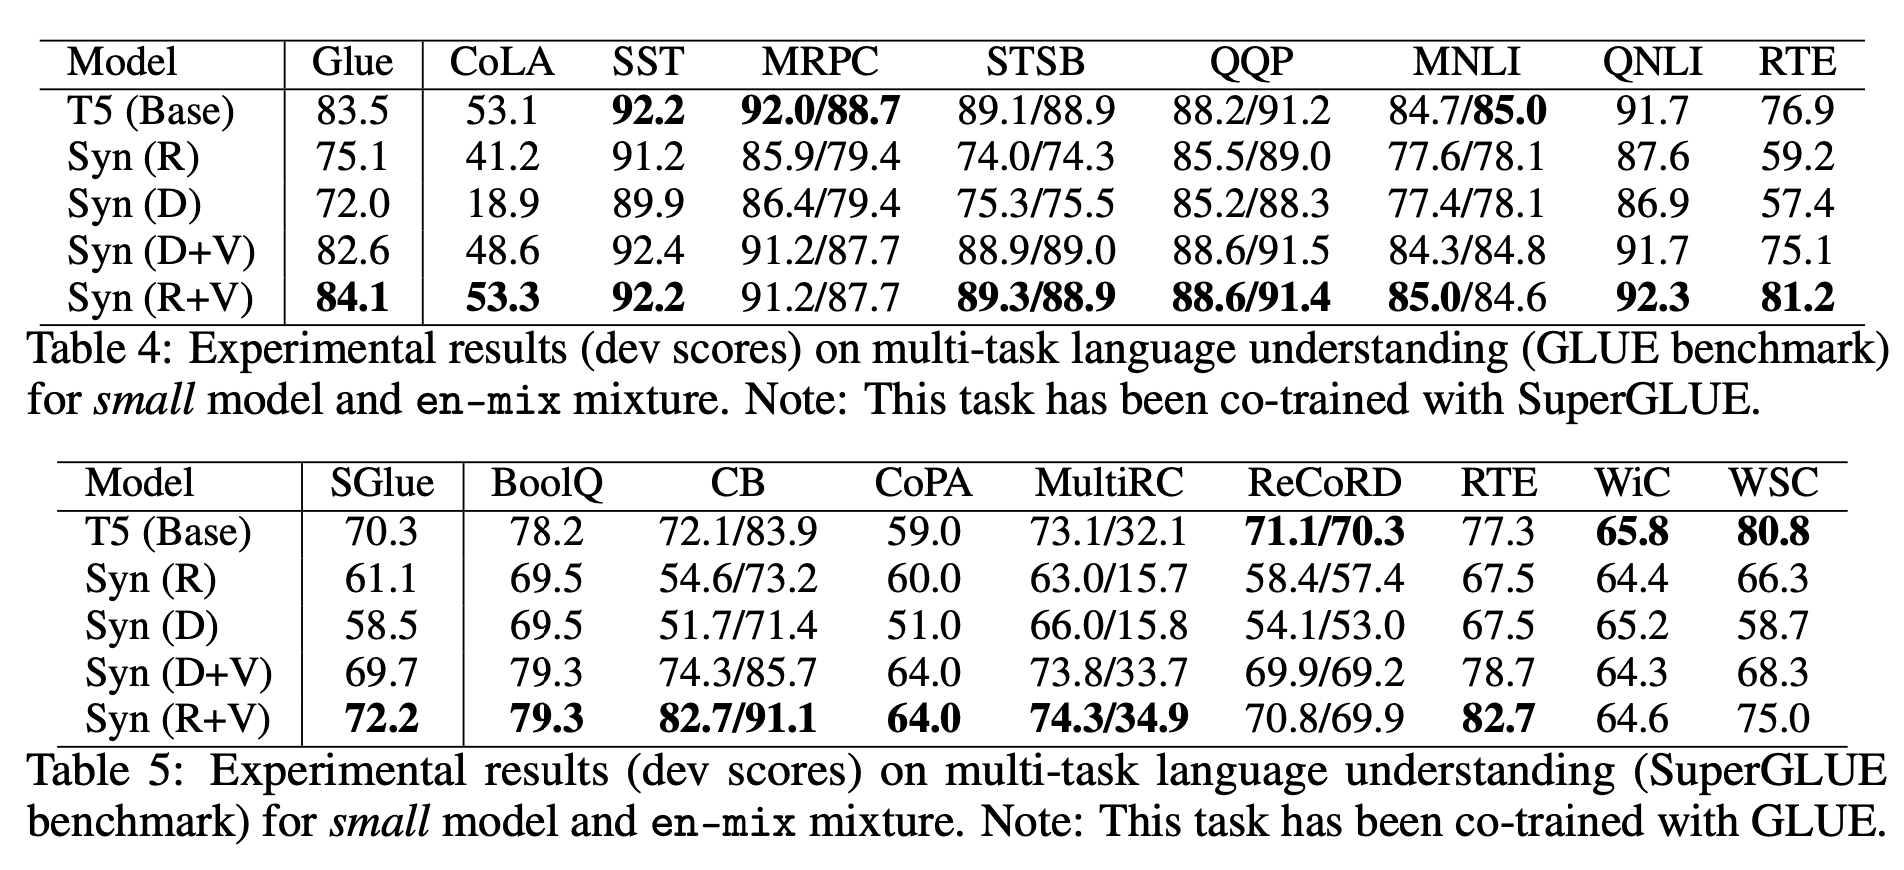 Model Glue CoLA SST MRPC STSB QQP MNLI QNLI RTE
T5 (Base) 83.5 53.1 92.2 92.0/88.7 89.1/88.9 88.2/91.2 84.7/85.0 91.7 76.9
Syn (R) 75.1 41.2 91.2 85.9/79.4 74.0/74.3 85.5/89.0 77.6/78.1 87.6 59.2
Syn (D) 72.0 18.9 89.9 86.4/79.4 75.3/75.5 85.2/88.3 77.4/78.1 86.9 57.4
Syn (D+V) 82.6 48.6 92.4 91.2/87.7 88.9/89.0 88.6/91.5 84.3/84.8 91.7 75.1
Syn (R+V) 84.1 53.3 92.2 91.2/87.7 89.3/88.9 88.6/91.4 85.0/84.6 92.3 81.2
Table 4: Experimental results (dev scores) on multi-task language understanding (GLUE benchmark)
for small model and en-mix mixture. Note: This task has been co-trained with SuperGLUE.
Model SGlue BoolQ CB CoPA MultiRC ReCoRD RTE WiC WSC
T5 (Base) 70.3 78.2 72.1/83.9 59.0 73.1/32.1 71.1/70.3 77.3 65.8 80.8
Syn (R) 61.1 69.5 54.6/73.2 60.0 63.0/15.7 58.4/57.4 67.5 64.4 66.3
Syn (D) 58.5 69.5 51.7/71.4 51.0 66.0/15.8 54.1/53.0 67.5 65.2 58.7
Syn (D+V) 69.7 79.3 74.3/85.7 64.0 73.8/33.7 69.9/69.2 78.7 64.3 68.3
Syn (R+V) 72.2 79.3 82.7/91.1 64.0 74.3/34.9 70.8/69.9 82.7 64.6 75.0
Table 5: Experimental results (dev scores) on multi-task language understanding (SuperGLUE
benchmark) for small model and en-mix mixture. Note: This task has been co-trained with GLUE.